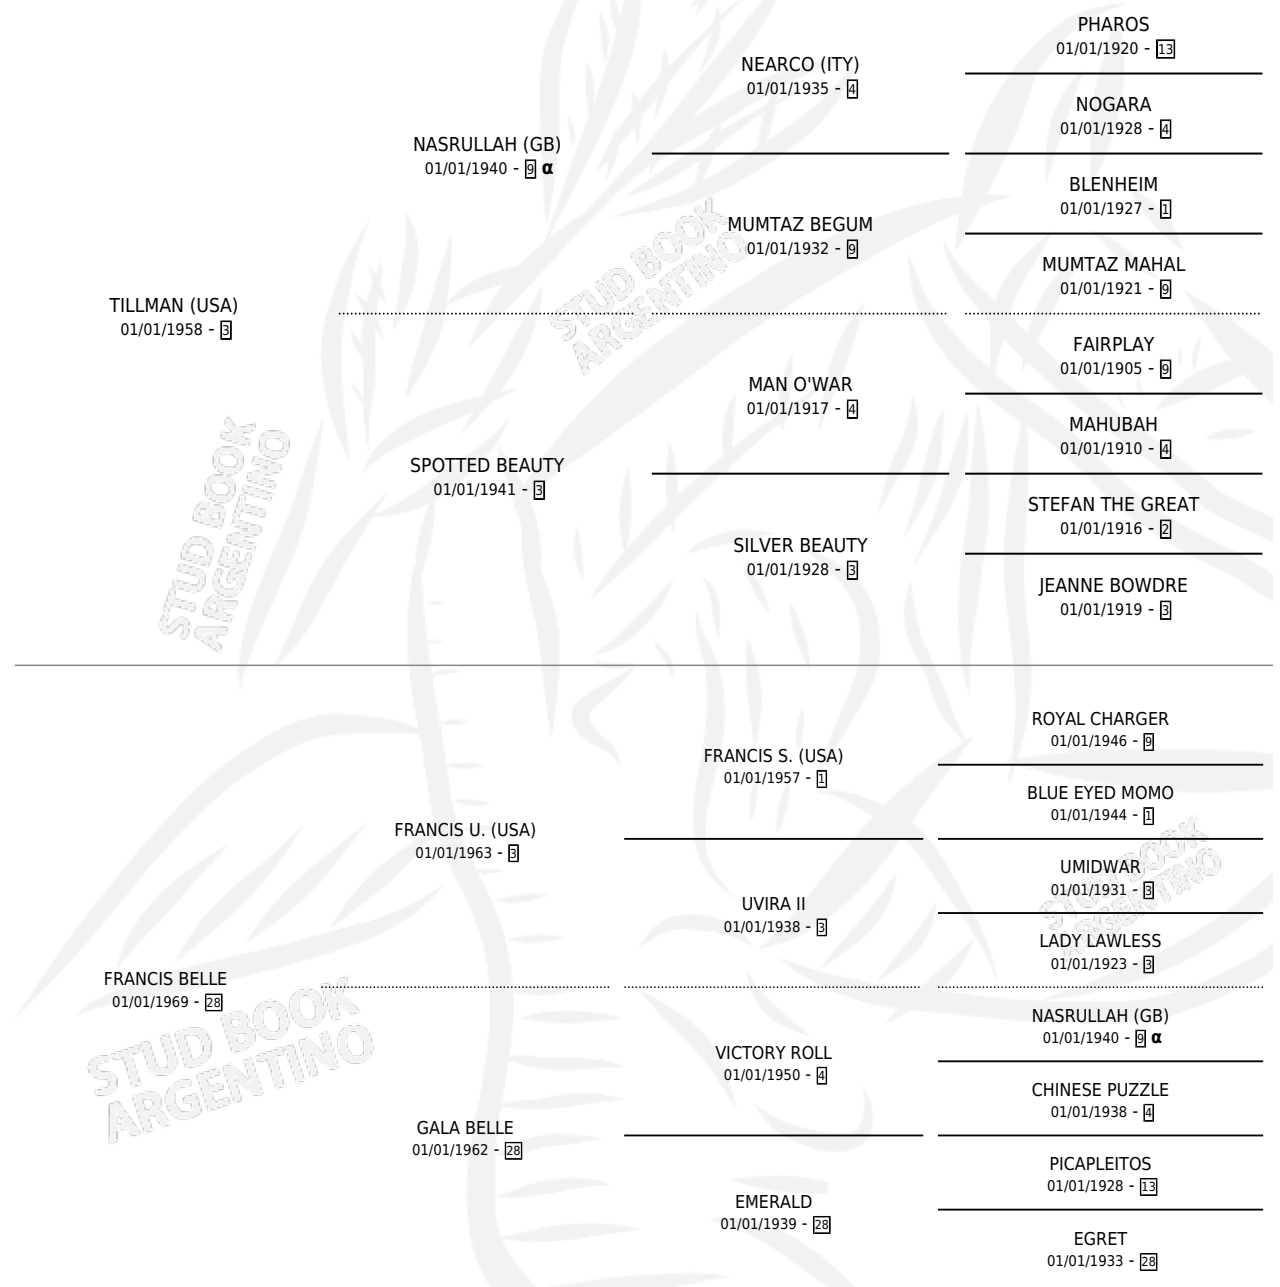 PHAROS
01/01/1920 - 13
NEARCO (ITY)
01/01/1935 - 4
NOGARA
01/01/1928 - 4
NASRULLAH (GB)
01/01/1940 - 9 α
BLENHEIM
01/01/1927 - 1
MUMTAZ BEGUM
01/01/1932 - 9
MUMTAZ MAHAL
01/01/1921 - 9
TILLMAN (USA)
01/01/1958 - 3
FAIRPLAY
01/01/1905 - 9
MAN O'WAR
01/01/1917 - 4
MAHUBAH
01/01/1910 - 4
SPOTTED BEAUTY
01/01/1941 - 3
STEFAN THE GREAT
01/01/1916 - 2
SILVER BEAUTY
01/01/1928 - 3
JEANNE BOWDRE
01/01/1919 - 3
ROYAL CHARGER
01/01/1946 - 9
FRANCIS S. (USA)
01/01/1957 - 1
BLUE EYED MOMO
01/01/1944 - 1
FRANCIS U. (USA)
01/01/1963 - 3
UMIDWAR
01/01/1931 - 3
UVIRA II
01/01/1938 - 3
LADY LAWLESS
01/01/1923 - 3
FRANCIS BELLE
01/01/1969 - 28
NASRULLAH (GB)
01/01/1940 - 9 α
VICTORY ROLL
01/01/1950 - 4
CHINESE PUZZLE
01/01/1938 - 4
GALA BELLE
01/01/1962 - 28
PICAPLEITOS
01/01/1928 - 13
EMERALD
01/01/1939 - 28
EGRET
01/01/1933 - 28
STUD BOOK
ARGENTINO
STUD BOOK
ARGENTINO
STUD BOOK
ARGENTINO
STUD BOOK
ARGENTINO